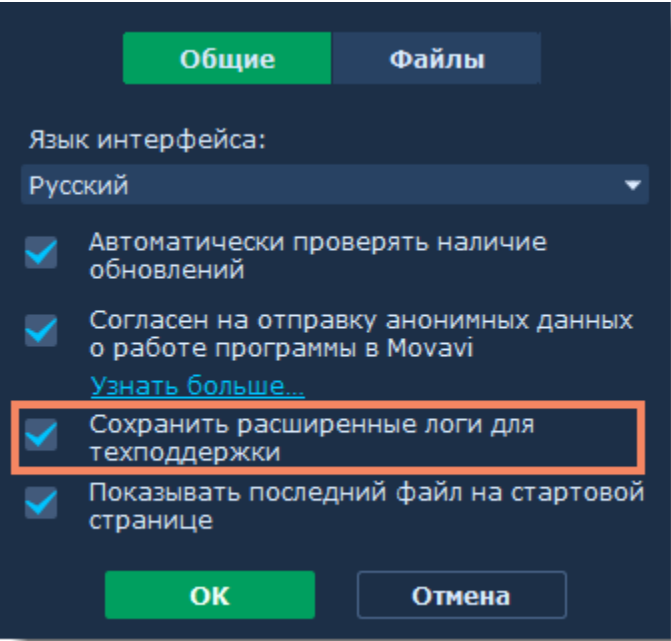 Общие Файлы
Язык интерфейса:
Русский
Автоматически проверять наличие
обновлений
Согласен на отправку анонимных данных
о работе программы в Movavi
Узнать больше...
Сохранить расширенные логи для
техподдержки
Показывать последний файл на стартовой
странице
OK Отмена